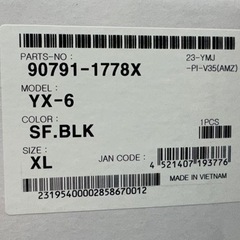 PARTS-NO:
90791-1778X
23-YMJ
-PI-V35(AMZ)
MODEL:
YX-6
COLOR:
SF.BLK
1PCS
SIZE:
XL
JAN CODE:
4 521407 193776
MADE IN VIETNAM
23195400002858670012